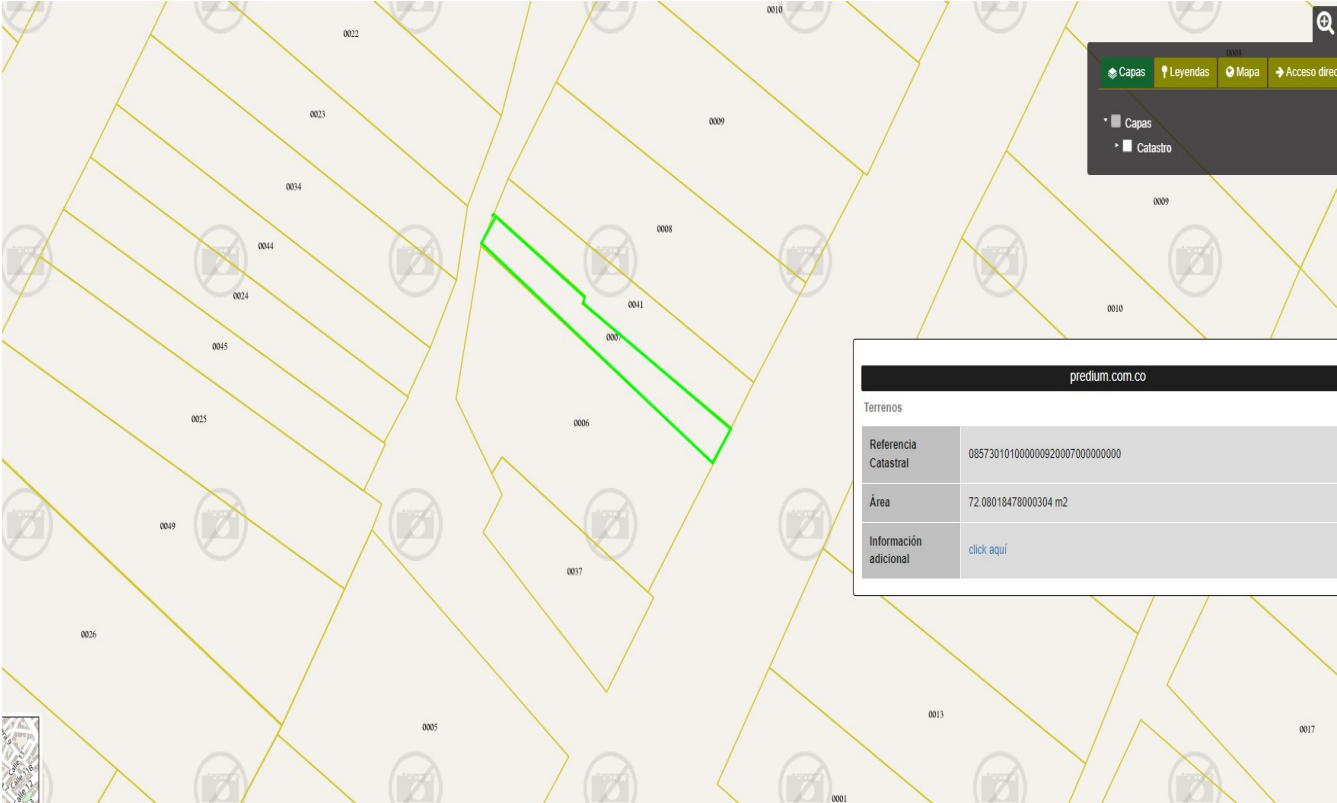 0010
0022
0008
Capas
Leyendas
Mapa
Acceso direc
0023
0009
Capas
Catastro
0034
0009
0008
0044
0024
0041
0010
0045
0007
predium.com.co
Terrenos
0025
0006
Referencia
Catastral
085730101000000920007000000000
Área
72.08018478000304 m2
0049
Información
adicional
click aquí
0037
0026
0005
0013
0017
0001